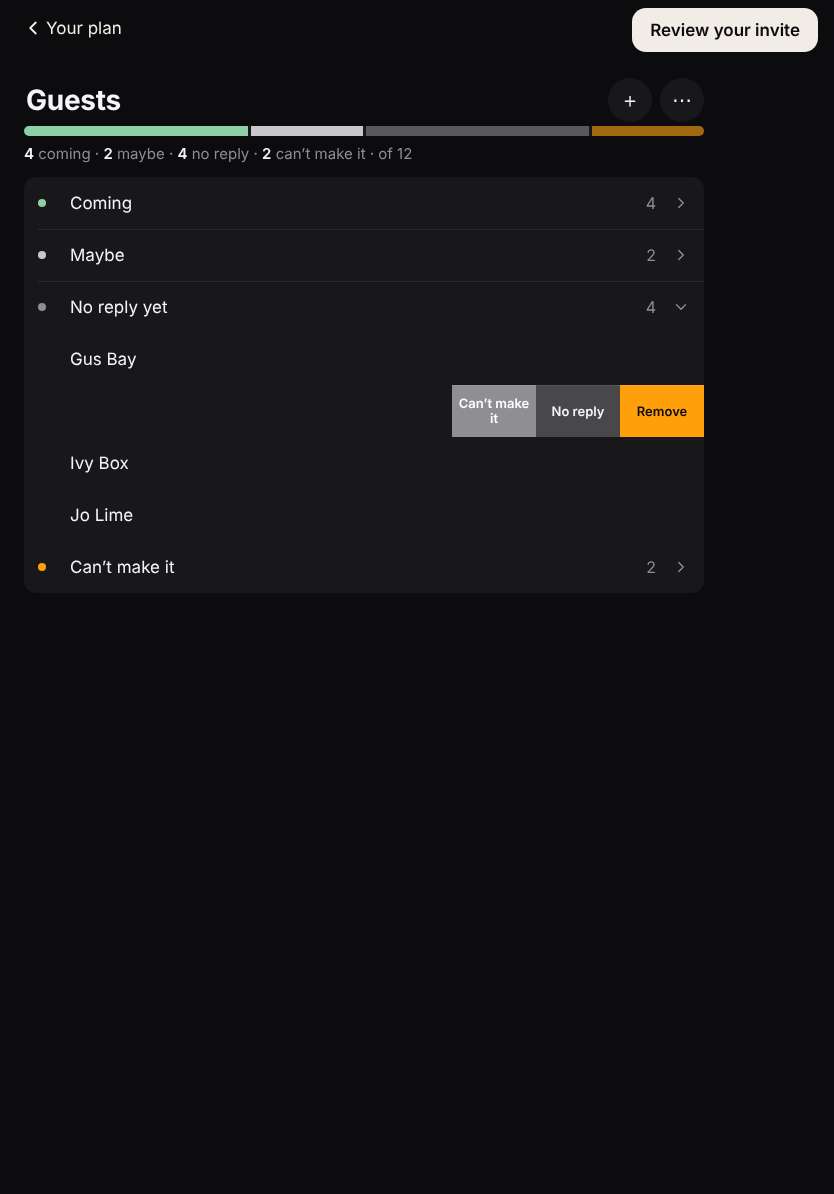 Your plan
Review your invite
Guests
+ ···
4 coming · 2 maybe · 4 no reply · 2 can’t make it · of 12
Coming 4
Maybe 2
No reply yet 4
Gus Bay
Can’t make
it
No reply
Remove
Ivy Box
Jo Lime
Can’t make it 2